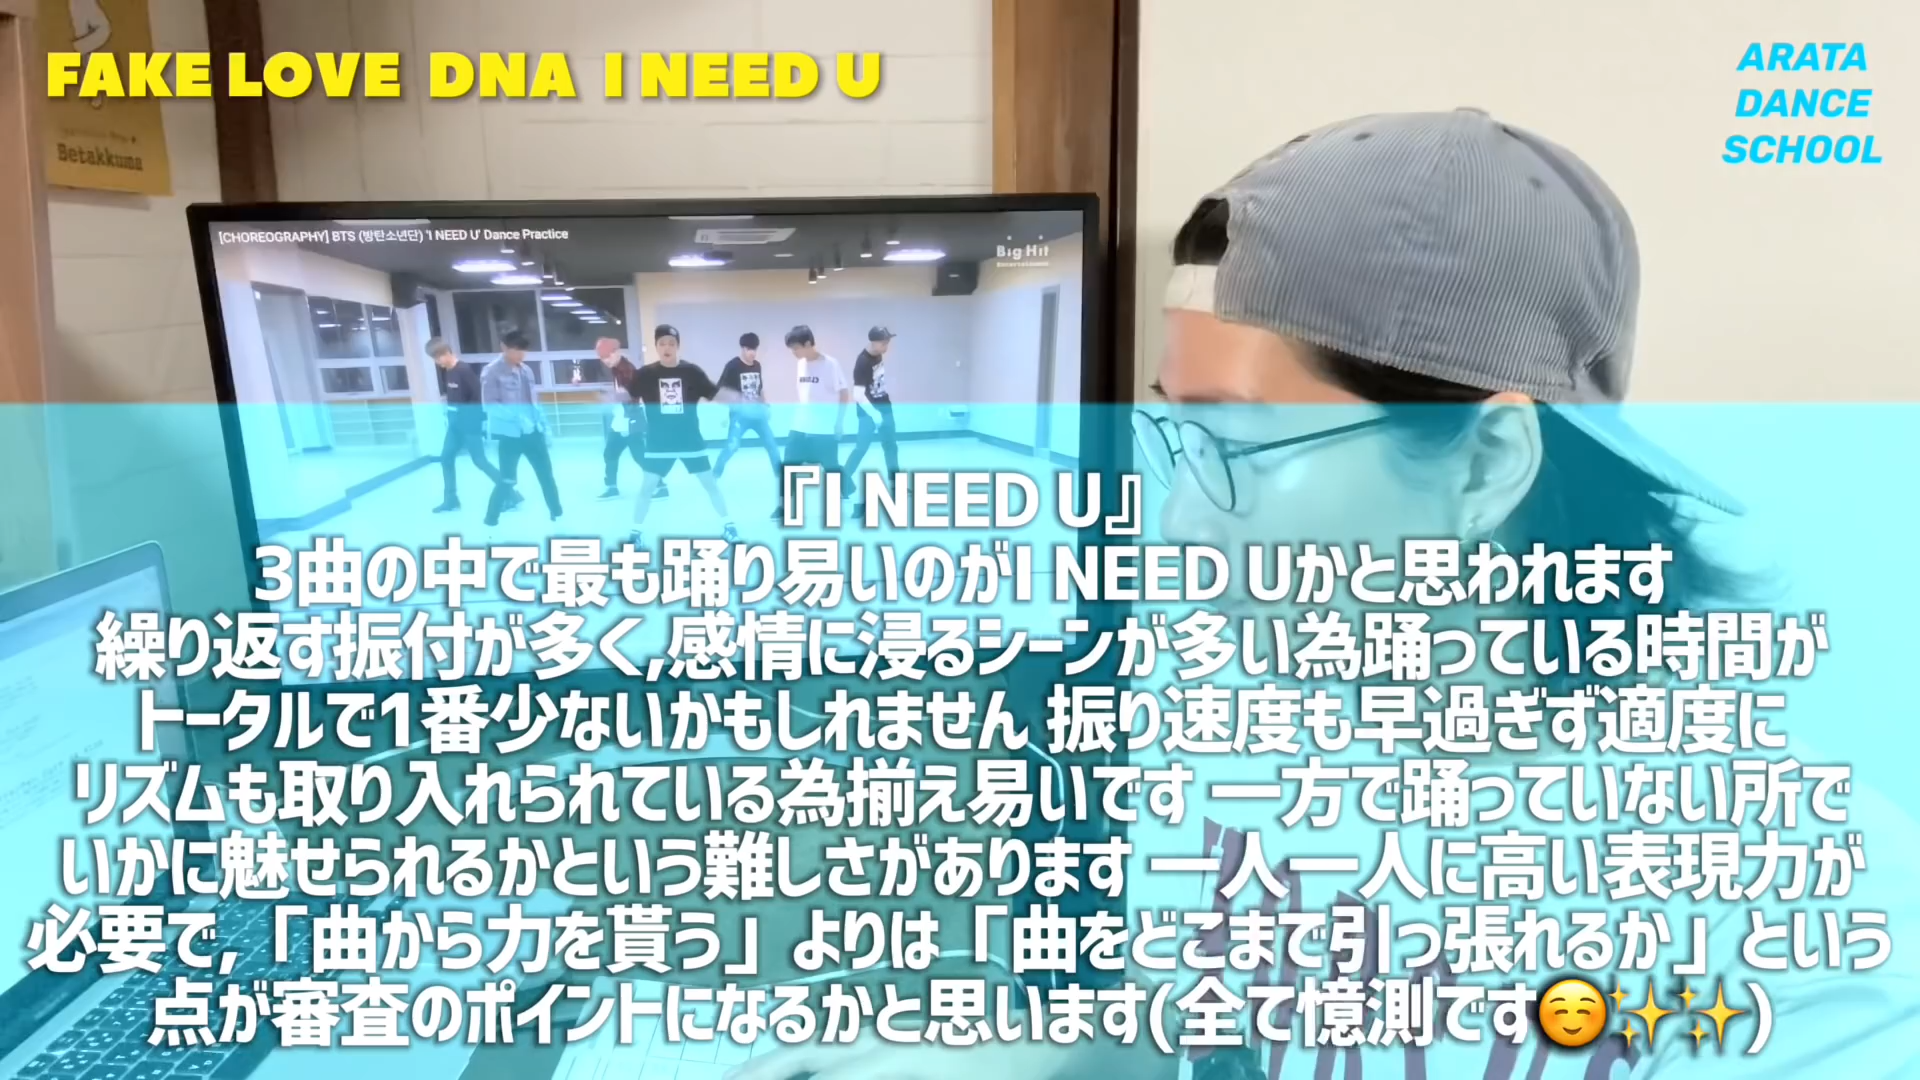 FAKE LOVE DNA I NEED U
ARATA
DANCE
SCHOOL
Betakkuma
[CHOREOGRAPHY] BTS (방탄소년단) 'I NEED U' Dance Practice
Big Hit
Entertainment
『I NEED U』
3曲の中で最も踊り易いのがI NEED Uかと思われます
繰り返す振付が多く,感情に浸るシーンが多い為踊っている時間が
トータルで1番少ないかもしれません 振り速度も早過ぎず適度に
リズムも取り入れられている為揃え易いです 一方で踊っていない所で
いかに魅せられるかという難しさがあります 一人一人に高い表現力が
必要で,「曲から力を貰う」よりは「曲をどこまで引っ張れるか」という
点が審査のポイントになるかと思います(全て憶測です☺️✨✨)